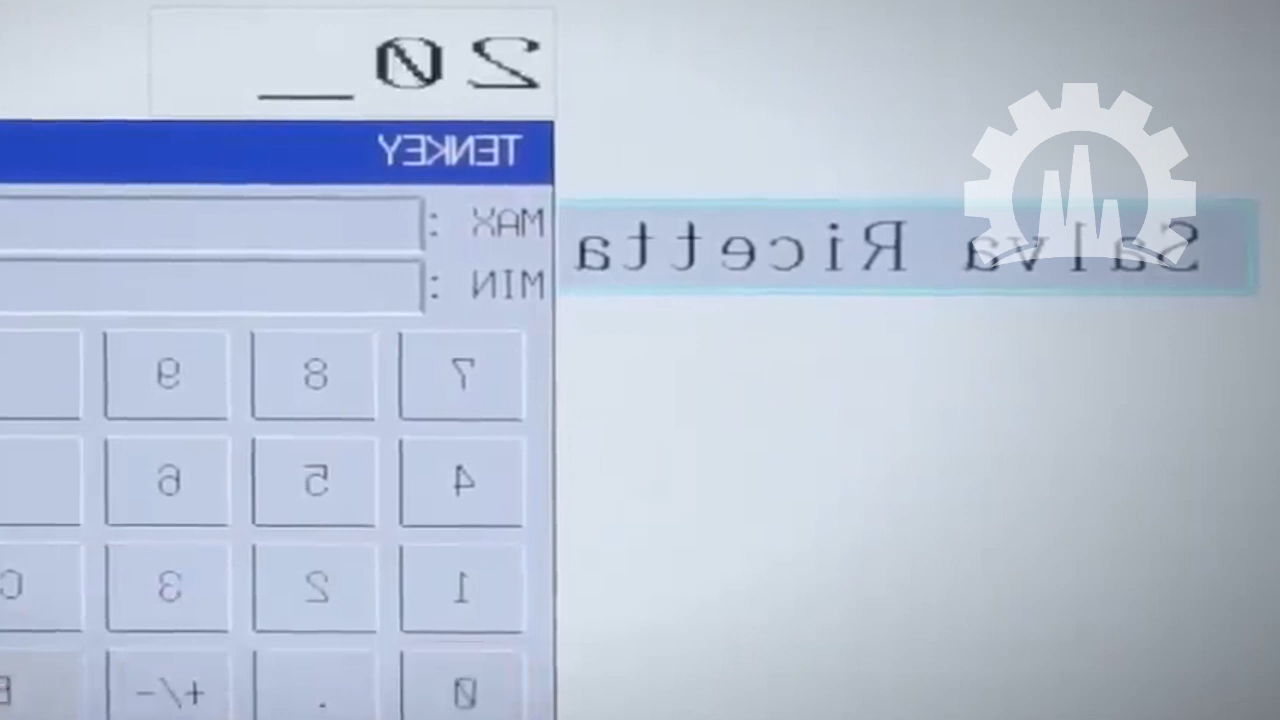 20_
TENKEY
MAX :
MIN :
Salva Ricetta
7 8 9
4 5 6
1 2 3 C
0 . +/-